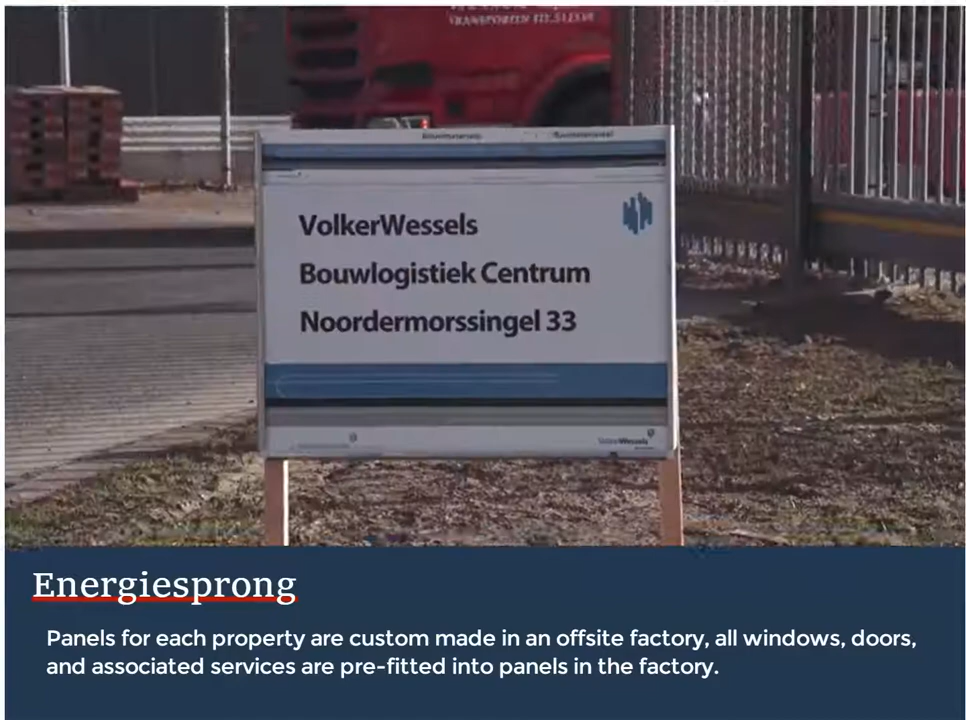 VolkerWessels
Bouwlogistiek Centrum
Noordermorssingel 33
VolkerWessels
Energiesprong
Panels for each property are custom made in an offsite factory, all windows, doors,
and associated services are pre-fitted into panels in the factory.